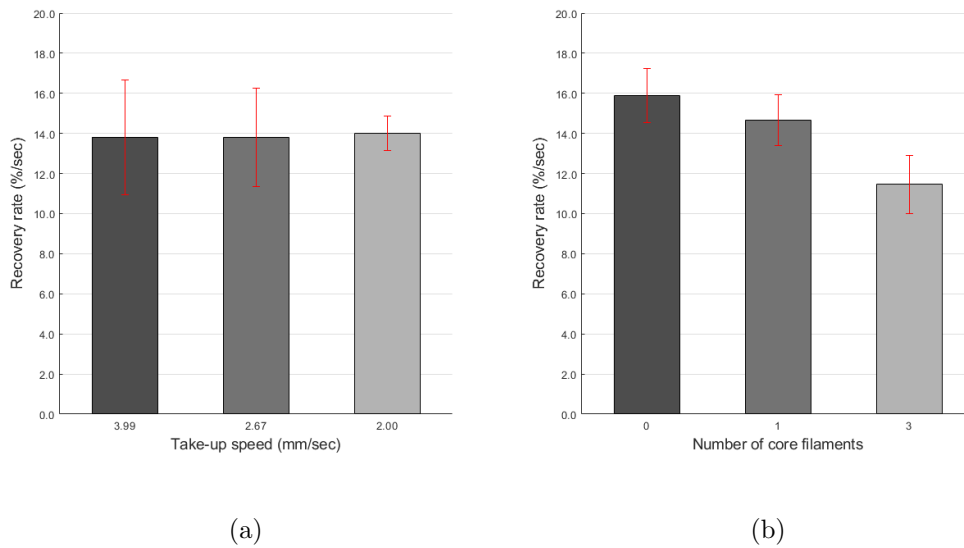 20.0
18.0
16.0
14.0
12.0
10.0
8.0
6.0
4.0
2.0
0.0
Recovery rate (%/sec)
3.99 2.67 2.00
Take-up speed (mm/sec)
(a)
20.0
18.0
16.0
14.0
12.0
10.0
8.0
6.0
4.0
2.0
0.0
Recovery rate (%/sec)
0 1 3
Number of core filaments
(b)